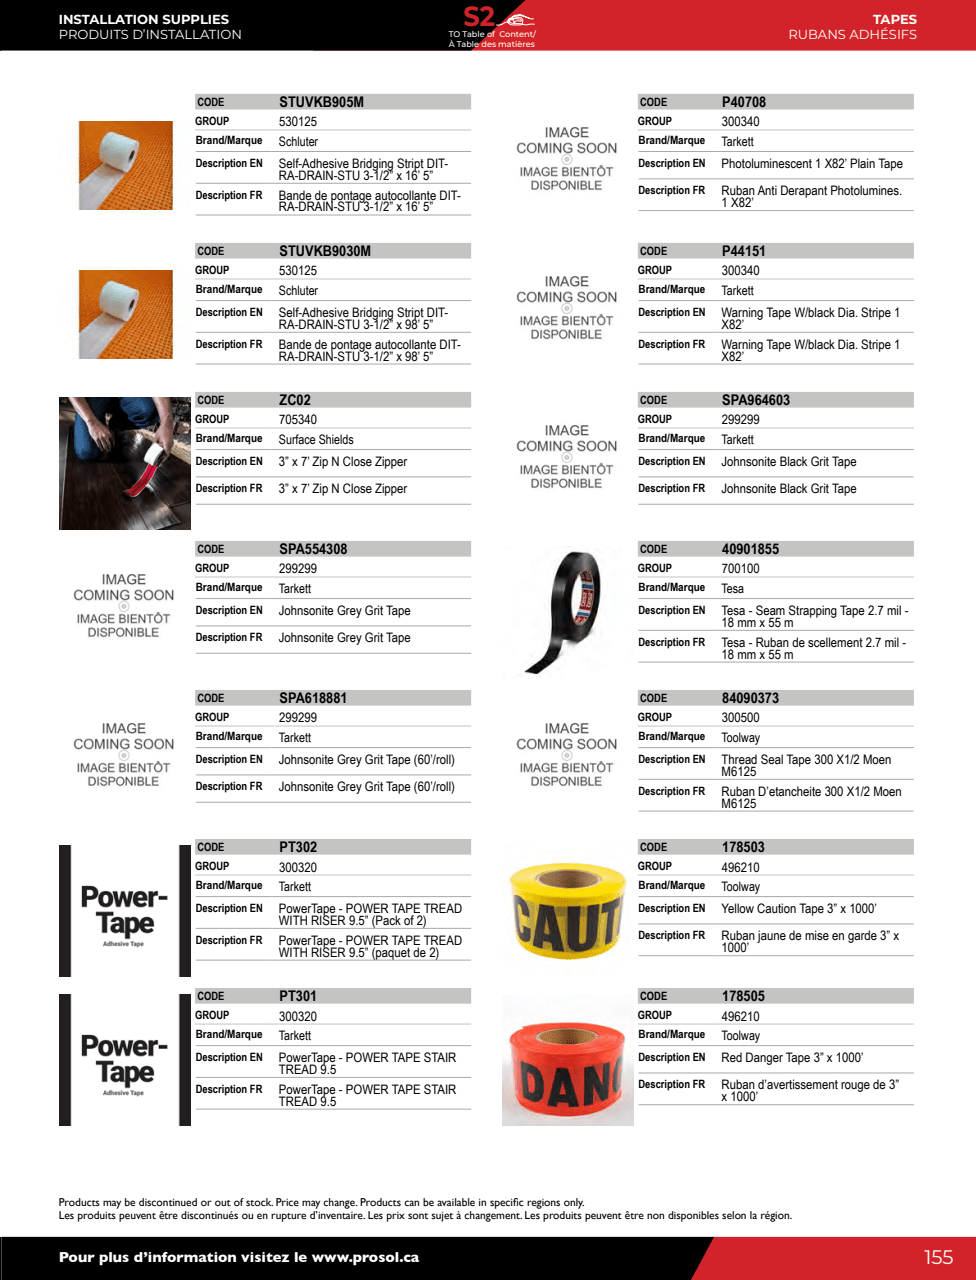 INSTALLATION SUPPLIES
PRODUITS D'INSTALLATION
S2
TO Table of Content/
À Table des matières
TAPES
RUBANS ADHÉSIFS
CODE STUVKB905M
GROUP 530125
Brand/Marque Schluter
Description EN Self-Adhesive Bridging Stript DIT-
RA-DRAIN-STU 3-1/2” x 16’ 5”
Description FR Bande de pontage autocollante DIT-
RA-DRAIN-STU 3-1/2” x 16’ 5”
CODE STUVKB9030M
GROUP 530125
Brand/Marque Schluter
Description EN Self-Adhesive Bridging Stript DIT-
RA-DRAIN-STU 3-1/2” x 98’ 5”
Description FR Bande de pontage autocollante DIT-
RA-DRAIN-STU 3-1/2” x 98’ 5”
CODE ZC02
GROUP 705340
Brand/Marque Surface Shields
Description EN 3” x 7’ Zip N Close Zipper
Description FR 3” x 7’ Zip N Close Zipper
IMAGE
COMING SOON
IMAGE BIENTÔT
DISPONIBLE
CODE SPA554308
GROUP 299299
Brand/Marque Tarkett
Description EN Johnsonite Grey Grit Tape
Description FR Johnsonite Grey Grit Tape
IMAGE
COMING SOON
IMAGE BIENTÔT
DISPONIBLE
CODE SPA618881
GROUP 299299
Brand/Marque Tarkett
Description EN Johnsonite Grey Grit Tape (60’/roll)
Description FR Johnsonite Grey Grit Tape (60’/roll)
Power-
Tape
Adhesive Tape
CODE PT302
GROUP 300320
Brand/Marque Tarkett
Description EN PowerTape - POWER TAPE TREAD
WITH RISER 9.5” (Pack of 2)
Description FR PowerTape - POWER TAPE TREAD
WITH RISER 9.5” (paquet de 2)
Power-
Tape
Adhesive Tape
CODE PT301
GROUP 300320
Brand/Marque Tarkett
Description EN PowerTape - POWER TAPE STAIR
TREAD 9.5
Description FR PowerTape - POWER TAPE STAIR
TREAD 9.5
IMAGE
COMING SOON
IMAGE BIENTÔT
DISPONIBLE
CODE P40708
GROUP 300340
Brand/Marque Tarkett
Description EN Photoluminescent 1 X82’ Plain Tape
Description FR Ruban Anti Derapant Photolumines.
1 X82’
IMAGE
COMING SOON
IMAGE BIENTÔT
DISPONIBLE
CODE P44151
GROUP 300340
Brand/Marque Tarkett
Description EN Warning Tape W/black Dia. Stripe 1
X82’
Description FR Warning Tape W/black Dia. Stripe 1
X82’
IMAGE
COMING SOON
IMAGE BIENTÔT
DISPONIBLE
CODE SPA964603
GROUP 299299
Brand/Marque Tarkett
Description EN Johnsonite Black Grit Tape
Description FR Johnsonite Black Grit Tape
CODE 40901855
GROUP 700100
Brand/Marque Tesa
Description EN Tesa - Seam Strapping Tape 2.7 mil -
18 mm x 55 m
Description FR Tesa - Ruban de scellement 2.7 mil -
18 mm x 55 m
IMAGE
COMING SOON
IMAGE BIENTÔT
DISPONIBLE
CODE 84090373
GROUP 300500
Brand/Marque Toolway
Description EN Thread Seal Tape 300 X1/2 Moen
M6125
Description FR Ruban D’etancheite 300 X1/2 Moen
M6125
CAUT
CODE 178503
GROUP 496210
Brand/Marque Toolway
Description EN Yellow Caution Tape 3” x 1000’
Description FR Ruban jaune de mise en garde 3” x
1000’
DANG
CODE 178505
GROUP 496210
Brand/Marque Toolway
Description EN Red Danger Tape 3” x 1000’
Description FR Ruban d’avertissement rouge de 3”
x 1000’
Products may be discontinued or out of stock. Price may change. Products can be available in specific regions only.
Les produits peuvent être discontinués ou en rupture d’inventaire. Les prix sont sujet à changement. Les produits peuvent être non disponibles selon la région.
Pour plus d’information visitez le www.prosol.ca
155